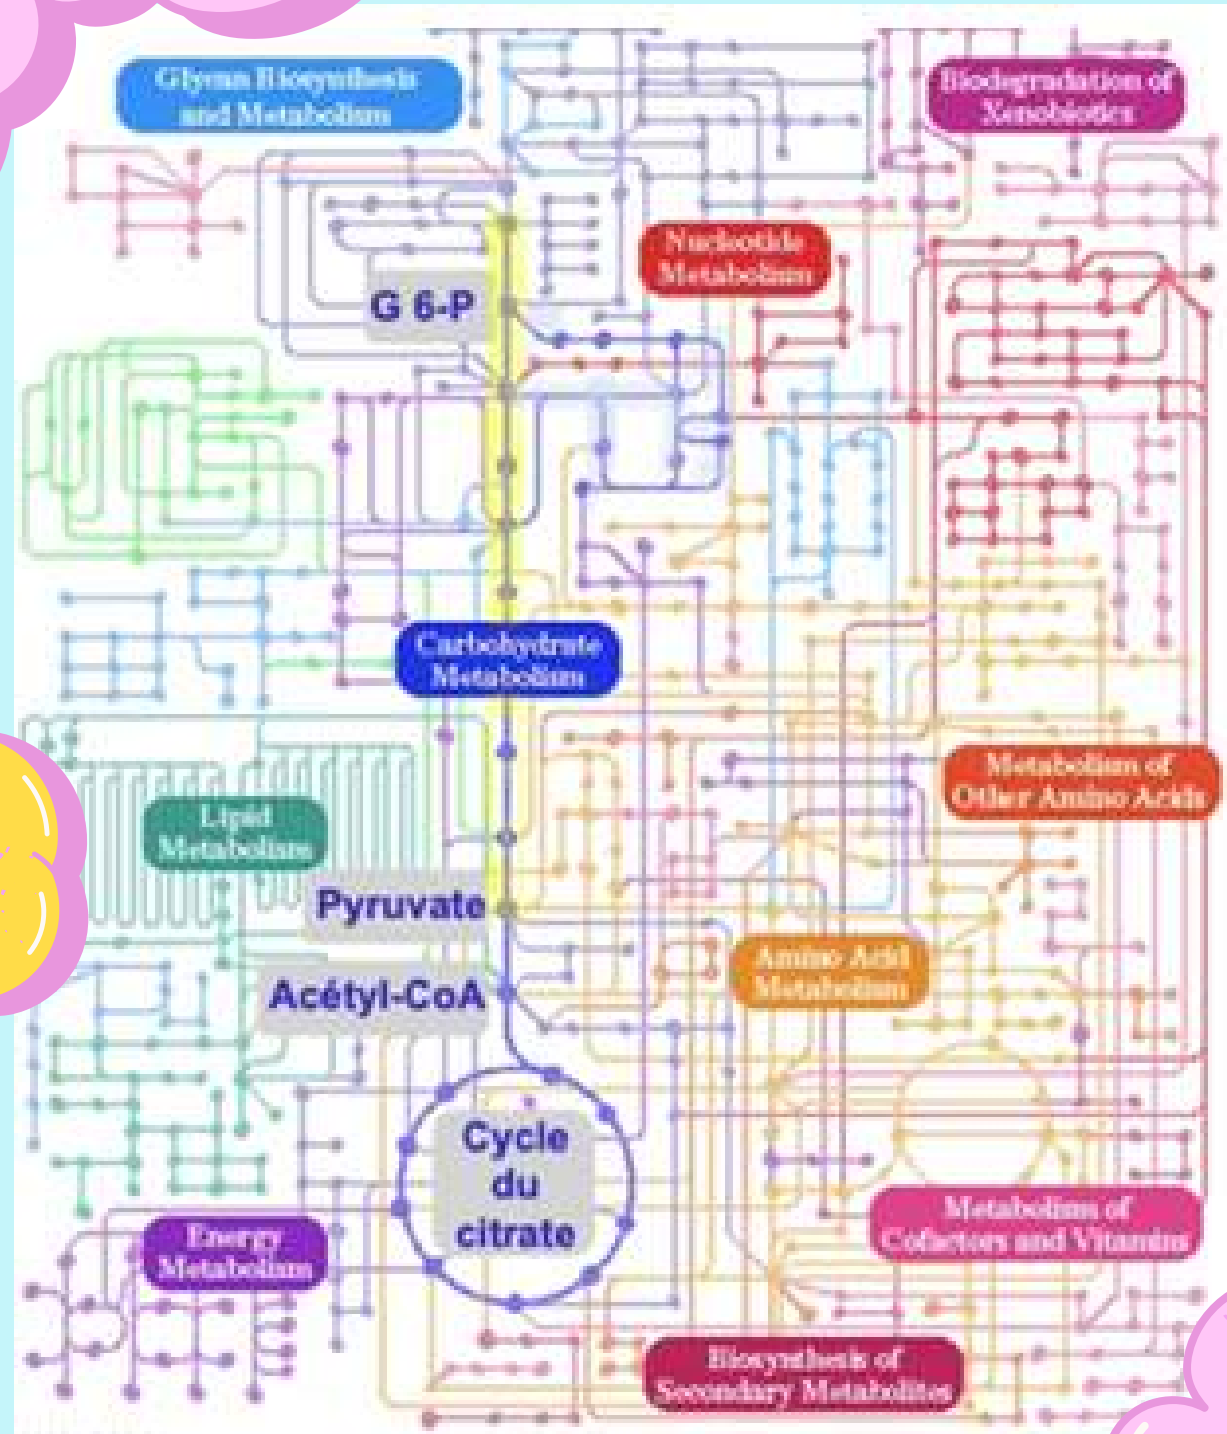 Glycan Biosynthesis
and Metabolism
Biodegradation of
Xenobiotics
Nucleotide
Metabolism
G 6-P
Carbohydrate
Metabolism
Metabolism of
Other Amino Acids
Lipid
Metabolism
Pyruvate
Amino Acid
Metabolism
Acétyl-CoA
Cycle
du
citrate
Metabolism of
Cofactors and Vitamins
Energy
Metabolism
Biosynthesis of
Secondary Metabolites